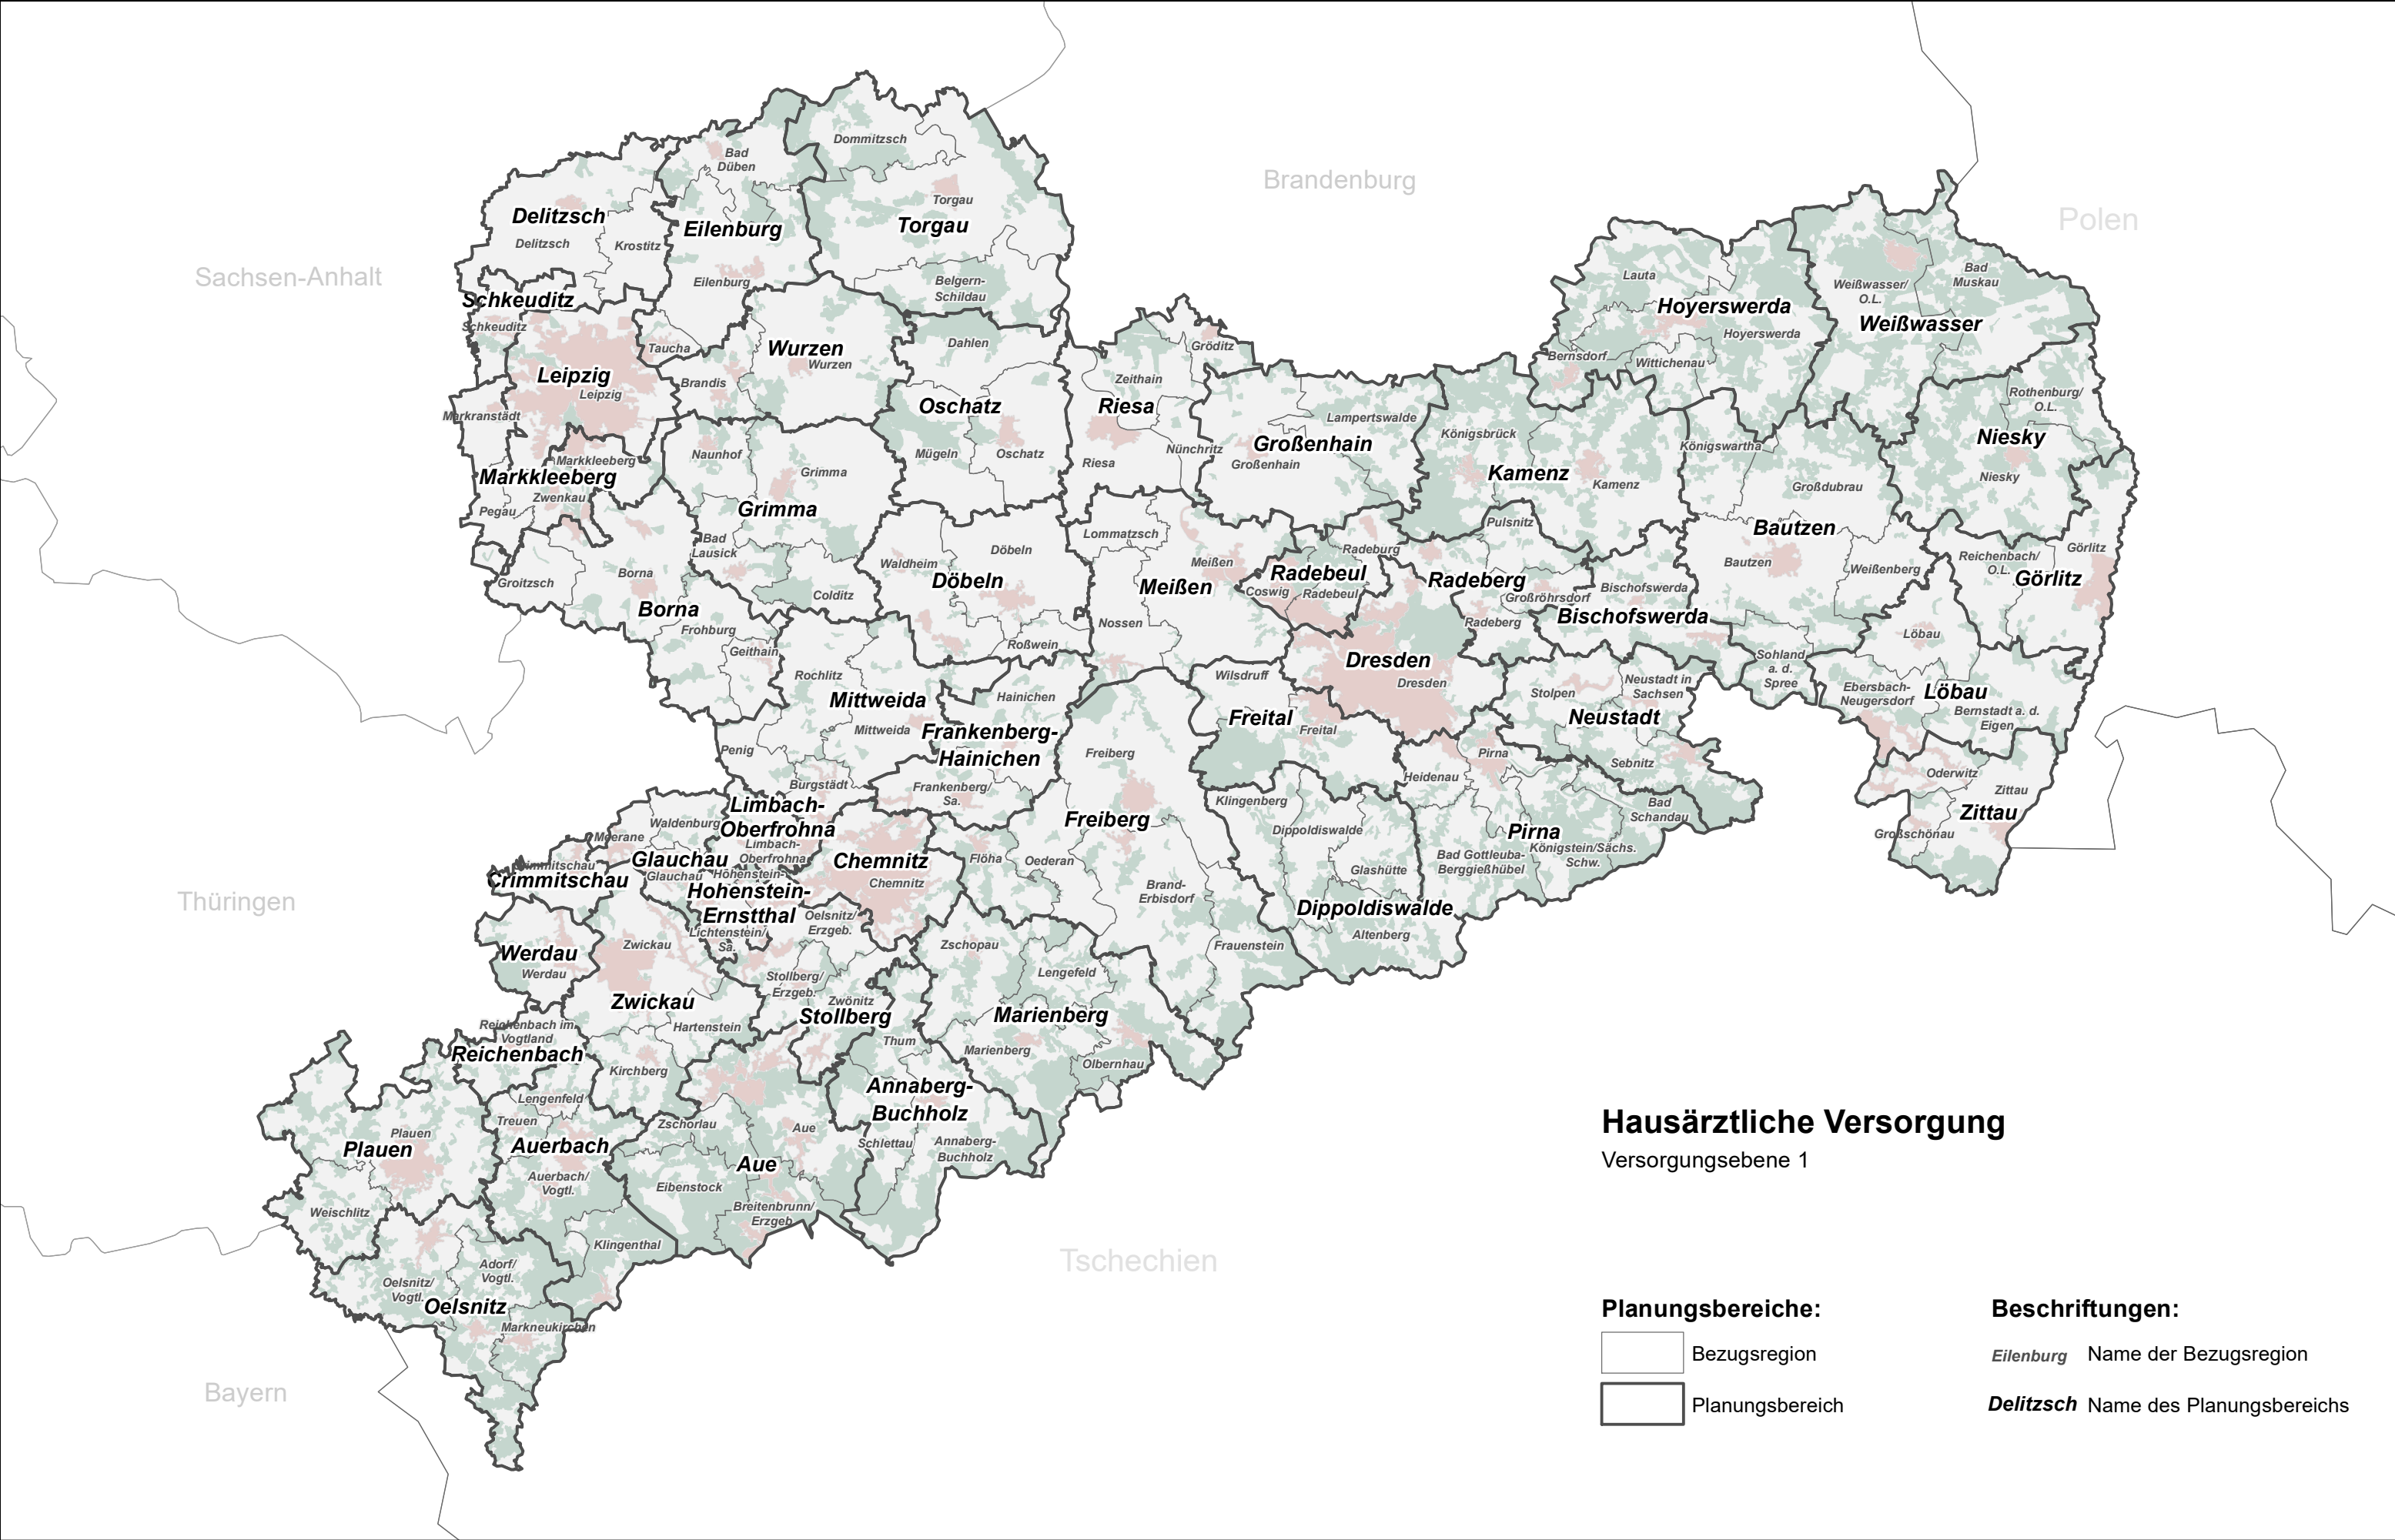 Brandenburg
Sachsen-Anhalt
Polen
Thüringen
Tschechien
Bayern
Dommitzsch
Bad
Düben
Torgau
Torgau
Delitzsch
Delitzsch
Krostitz
Eilenburg
Eilenburg
Belgern-
Schildau
Schkeuditz
Schkeuditz
Taucha
Leipzig
Leipzig
Brandis
Wurzen
Wurzen
Dahlen
Oschatz
Mügeln
Oschatz
Gröditz
Zeithain
Riesa
Riesa
Nünchritz
Lampertswalde
Großenhain
Großenhain
Lauta
Hoyerswerda
Hoyerswerda
Bernsdorf
Wittichenau
Weißwasser/
O.L.
Bad
Muskau
Weißwasser
Rothenburg/
O.L.
Niesky
Niesky
Königsbrück
Kamenz
Kamenz
Pulsnitz
Königswartha
Großdubrau
Bautzen
Bautzen
Weißenberg
Reichenbach/
O.L.
Görlitz
Görlitz
Markranstädt
Markkleeberg
Markkleeberg
Zwenkau
Pegau
Naunhof
Grimma
Grimma
Bad
Lausick
Colditz
Groitzsch
Borna
Borna
Frohburg
Geithain
Döbeln
Waldheim
Döbeln
Roßwein
Lommatzsch
Meißen
Meißen
Nossen
Radeburg
Radebeul
Coswig
Radebeul
Radeberg
Großröhrsdorf
Radeberg
Bischofswerda
Bischofswerda
Dresden
Dresden
Wilsdruff
Freital
Freital
Stolpen
Neustadt in
Sachsen
Neustadt
Sebnitz
Sohland
a. d.
Spree
Löbau
Ebersbach-
Neugersdorf
Löbau
Bernstadt a. d.
Eigen
Oderwitz
Zittau
Zittau
Großschönau
Rochlitz
Mittweida
Mittweida
Hainichen
Frankenberg-
Hainichen
Frankenberg/
Sa.
Penig
Burgstädt
Freiberg
Freiberg
Flöha
Oederan
Brand-
Erbisdorf
Frauenstein
Klingenberg
Dippoldiswalde
Glashütte
Dippoldiswalde
Altenberg
Heidenau
Pirna
Pirna
Bad
Schandau
Bad Gottleuba-
Berggießhübel
Königstein/Sächs.
Schw.
Limbach-
Oberfrohna
Limbach-
Oberfrohna
Waldenburg
Meerane
Glauchau
Glauchau
Crimmitschau
Crimmitschau
Hohenstein-
Hohenstein-
Ernstthal
Lichtenstein/
Sa.
Chemnitz
Chemnitz
Oelsnitz/
Erzgeb.
Werdau
Werdau
Zwickau
Zwickau
Hartenstein
Kirchberg
Stollberg/
Erzgeb.
Zwönitz
Stollberg
Zschopau
Lengefeld
Marienberg
Marienberg
Olbernhau
Thum
Annaberg-
Buchholz
Schlettau
Annaberg-
Buchholz
Reichenbach im
Vogtland
Reichenbach
Lengenfeld
Treuen
Auerbach
Auerbach/
Vogtl.
Klingenthal
Plauen
Plauen
Weischlitz
Zschorlau
Aue
Aue
Eibenstock
Breitenbrunn/
Erzgeb.
Oelsnitz/
Vogtl.
Adorf/
Vogtl.
Oelsnitz
Markneukirchen
Hausärztliche Versorgung
Versorgungsebene 1
Planungsbereiche:
Bezugsregion
Planungsbereich
Beschriftungen:
Eilenburg Name der Bezugsregion
Delitzsch Name des Planungsbereichs